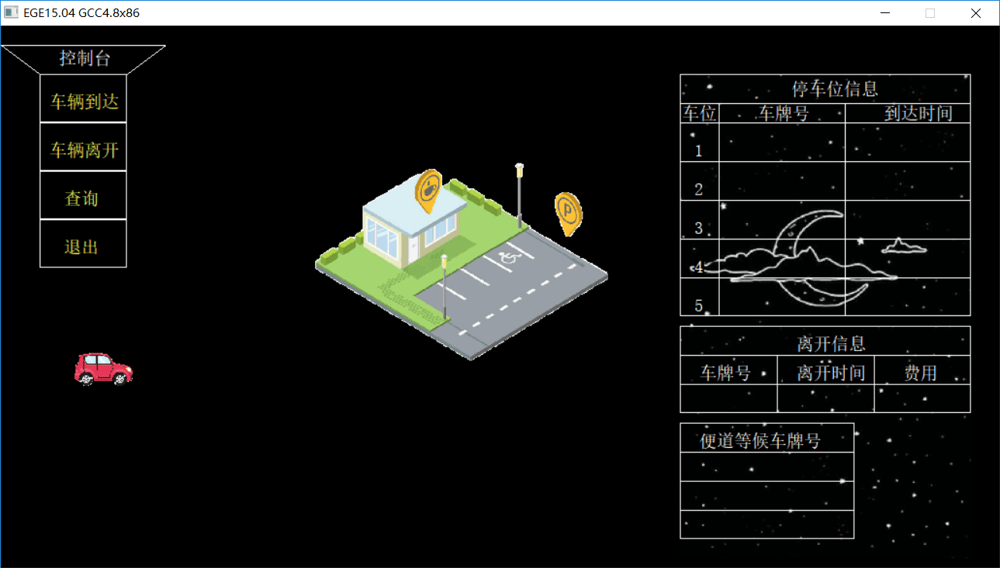 EGE15.04 GCC4.8x86
控制台
车辆到达
车辆离开
查询
退出
P
停车位信息
车位 车牌号 到达时间
1
2
3
4
5
离开信息
车牌号 离开时间 费用
便道等候车牌号